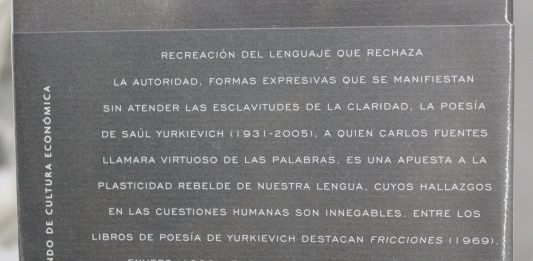 RECREACIÓN DEL LENGUAJE QUE RECHAZA
LA AUTORIDAD, FORMAS EXPRESIVAS QUE SE MANIFIESTAN
SIN ATENDER LAS ESCLAVITUDES DE LA CLARIDAD, LA POESÍA
DE SAÚL YURKIEVICH (1931-2005), A QUIEN CARLOS FUENTES
LLAMARA VIRTUOSO DE LAS PALABRAS, ES UNA APUESTA A LA
PLASTICIDAD REBELDE DE NUESTRA LENGUA, CUYOS HALLAZGOS
EN LAS CUESTIONES HUMANAS SON INNEGABLES. ENTRE LOS
LIBROS DE POESÍA DE YURKIEVICH DESTACAN FRICCIONES (1969),
DE CULTURA ECONÓMICA